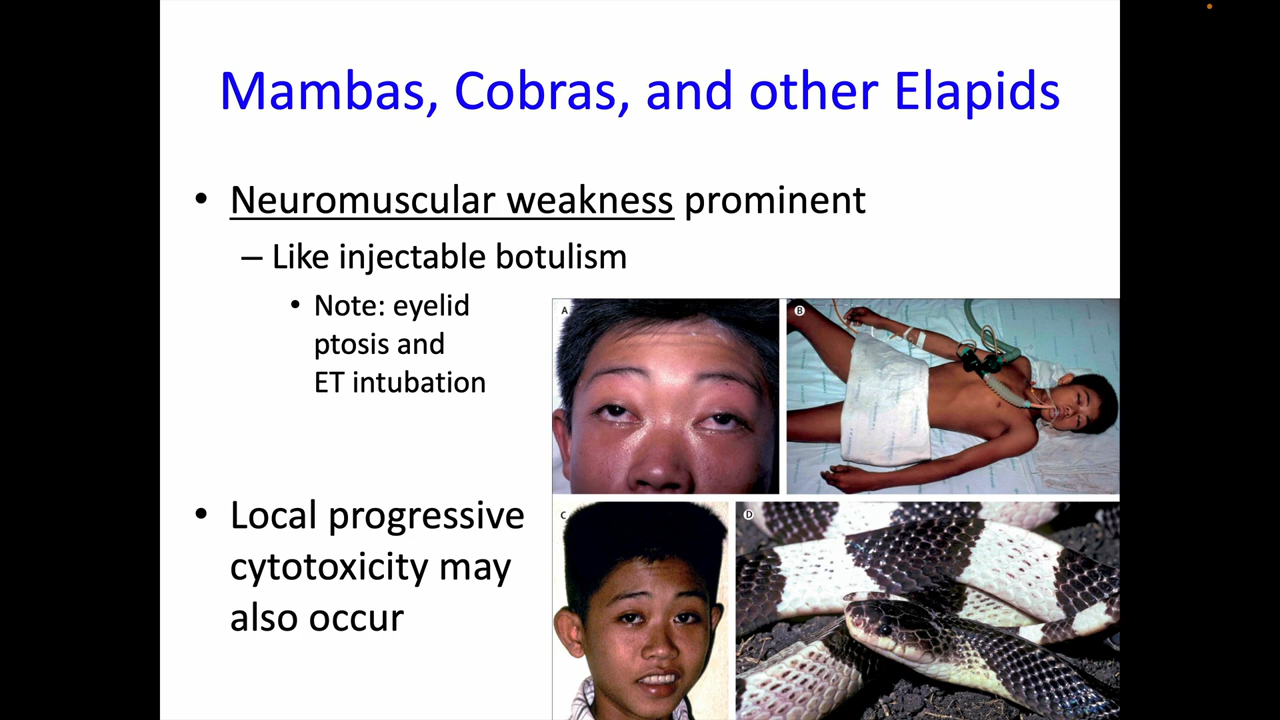 Mambas, Cobras, and other Elapids
• Neuromuscular weakness prominent
– Like injectable botulism
• Note: eyelid
ptosis and
ET intubation
A
B
• Local progressive
cytotoxicity may
also occur
C
D